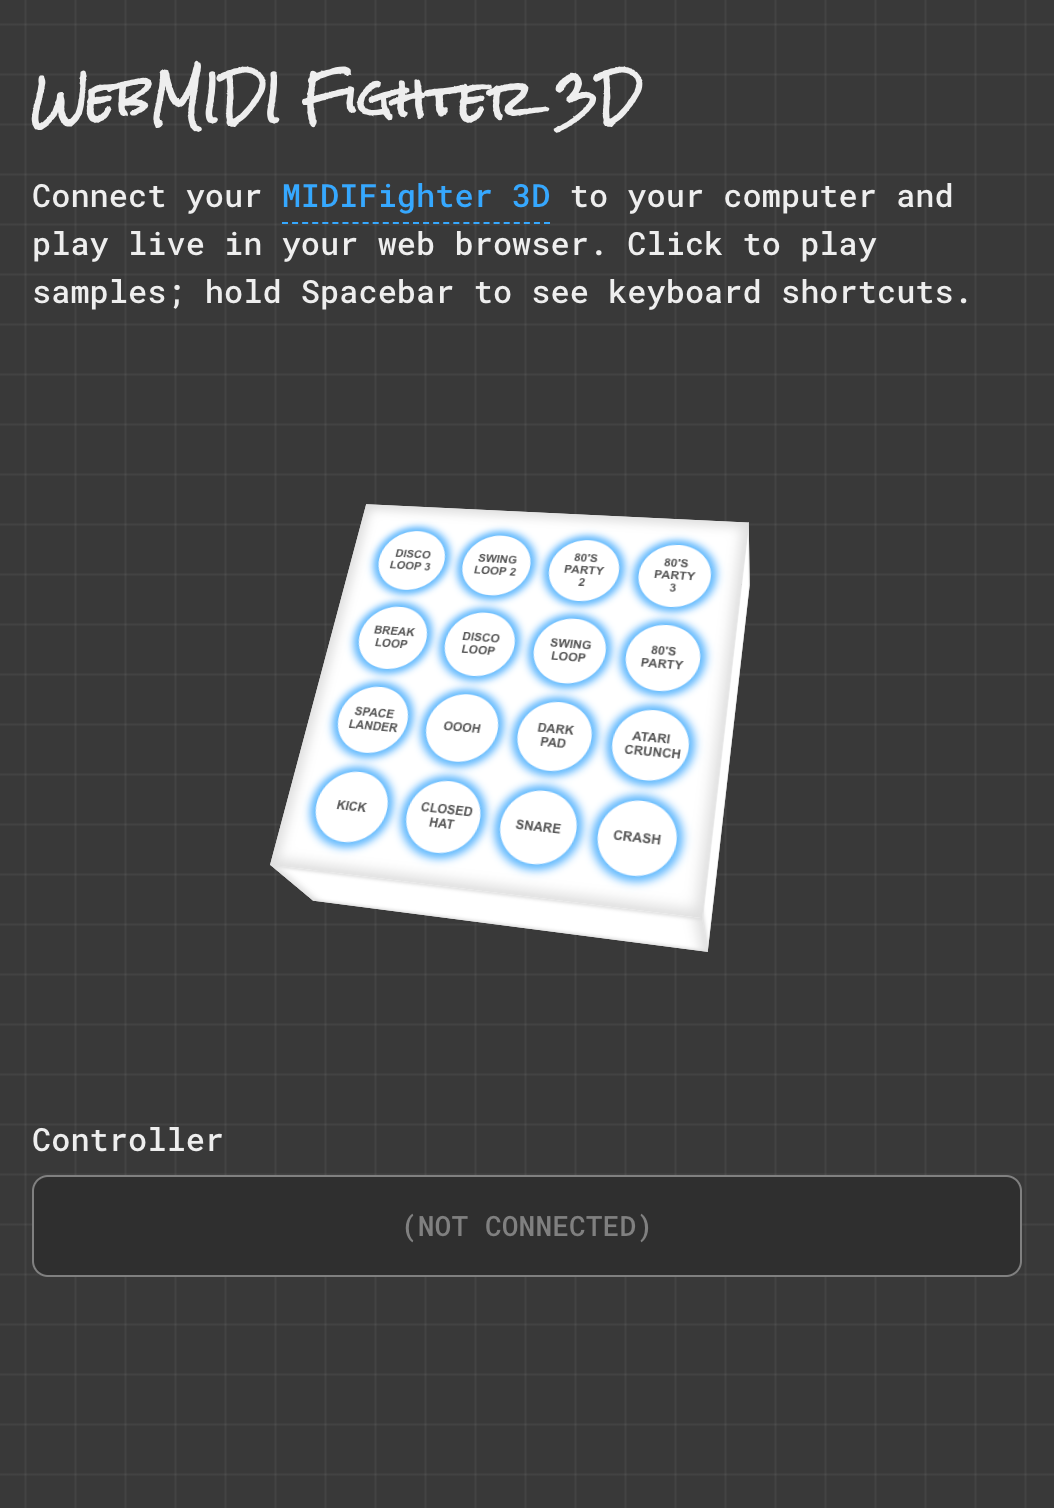 WebMIDI Fighter 3D
Connect your MIDIFighter 3D to your computer and
play live in your web browser. Click to play
samples; hold Spacebar to see keyboard shortcuts.
DISCO
LOOP 3
SWING
LOOP 2
80'S
PARTY
2
80'S
PARTY
3
BREAK
LOOP
DISCO
LOOP
SWING
LOOP
80'S
PARTY
SPACE
LANDER
OOOH
DARK
PAD
ATARI
CRUNCH
KICK
CLOSED
HAT
SNARE
CRASH
Controller
(NOT CONNECTED)